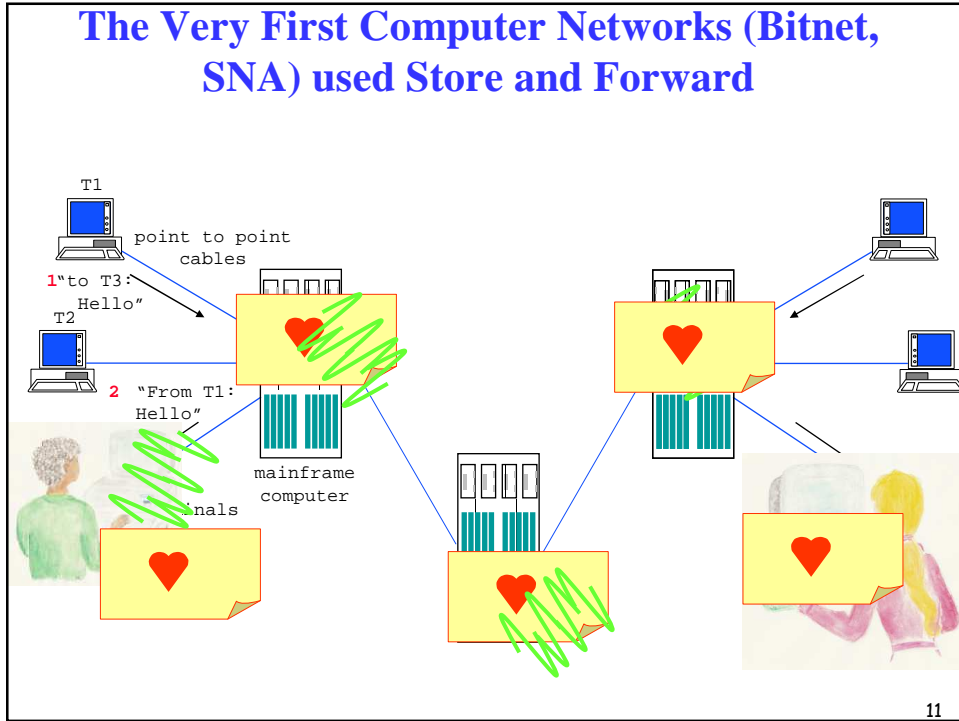 The Very First Computer Networks (Bitnet,
SNA) used Store and Forward
T1
point to point
cables
1“to T3:
Hello”
T2
2 “From T1:
Hello”
mainframe
computer
11